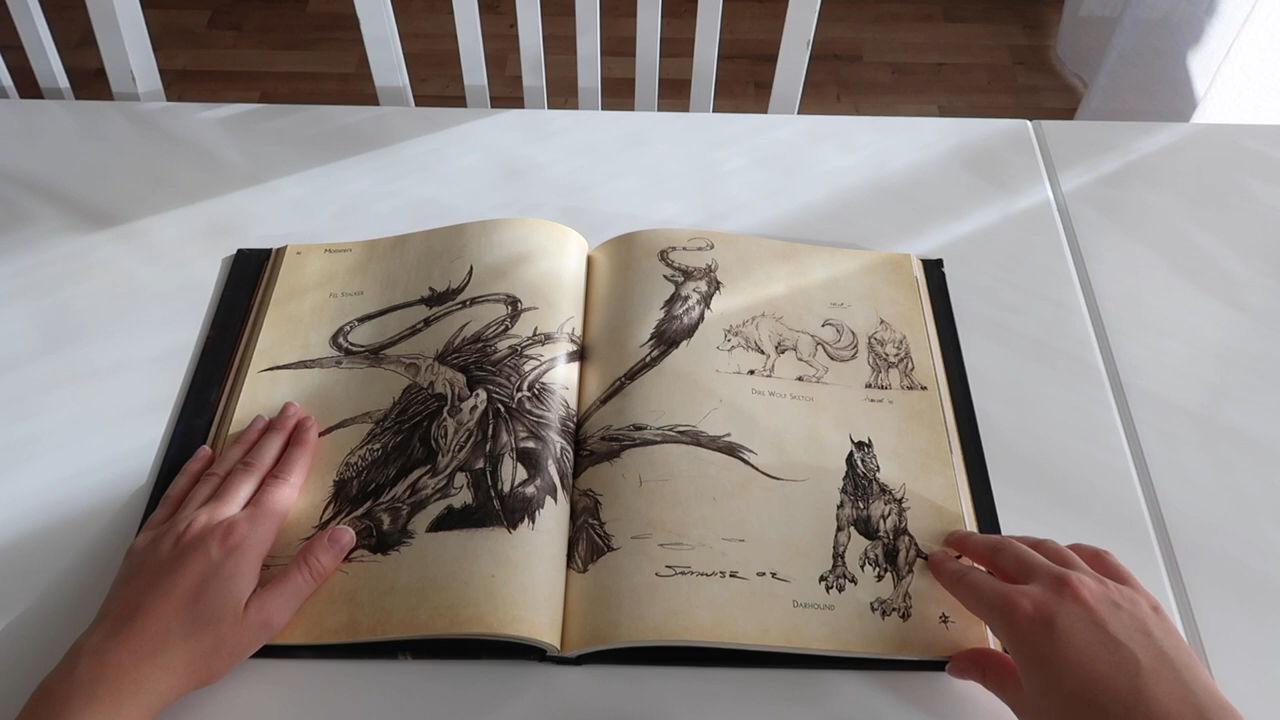 Monsters
Fel Stalker
Dire Wolf Sketch
Samwise 02
Darhound